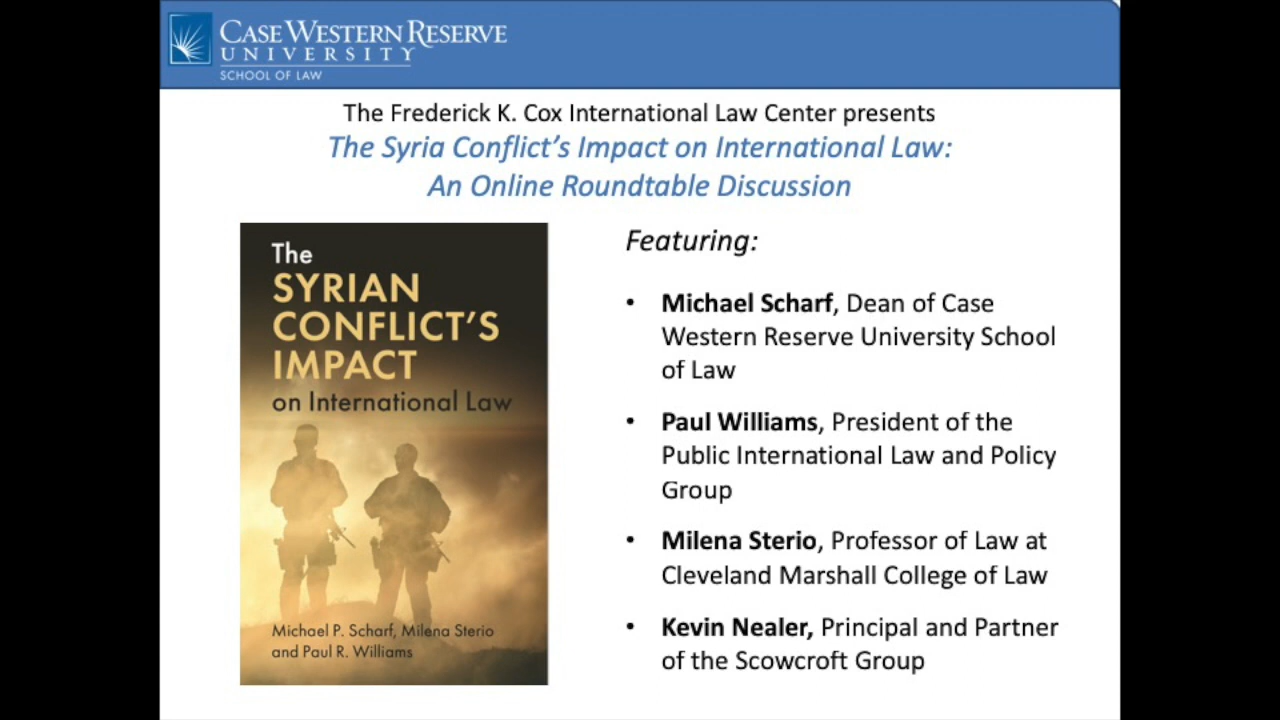 CASE WESTERN RESERVE
UNIVERSITY
SCHOOL OF LAW
The Frederick K. Cox International Law Center presents
The Syria Conflict's Impact on International Law:
An Online Roundtable Discussion
The
SYRIAN
CONFLICT'S
IMPACT
on International Law
Michael P. Scharf, Milena Sterio
and Paul R. Williams
Featuring:
• Michael Scharf, Dean of Case
Western Reserve University School
of Law
• Paul Williams, President of the
Public International Law and Policy
Group
• Milena Sterio, Professor of Law at
Cleveland Marshall College of Law
• Kevin Nealer, Principal and Partner
of the Scowcroft Group